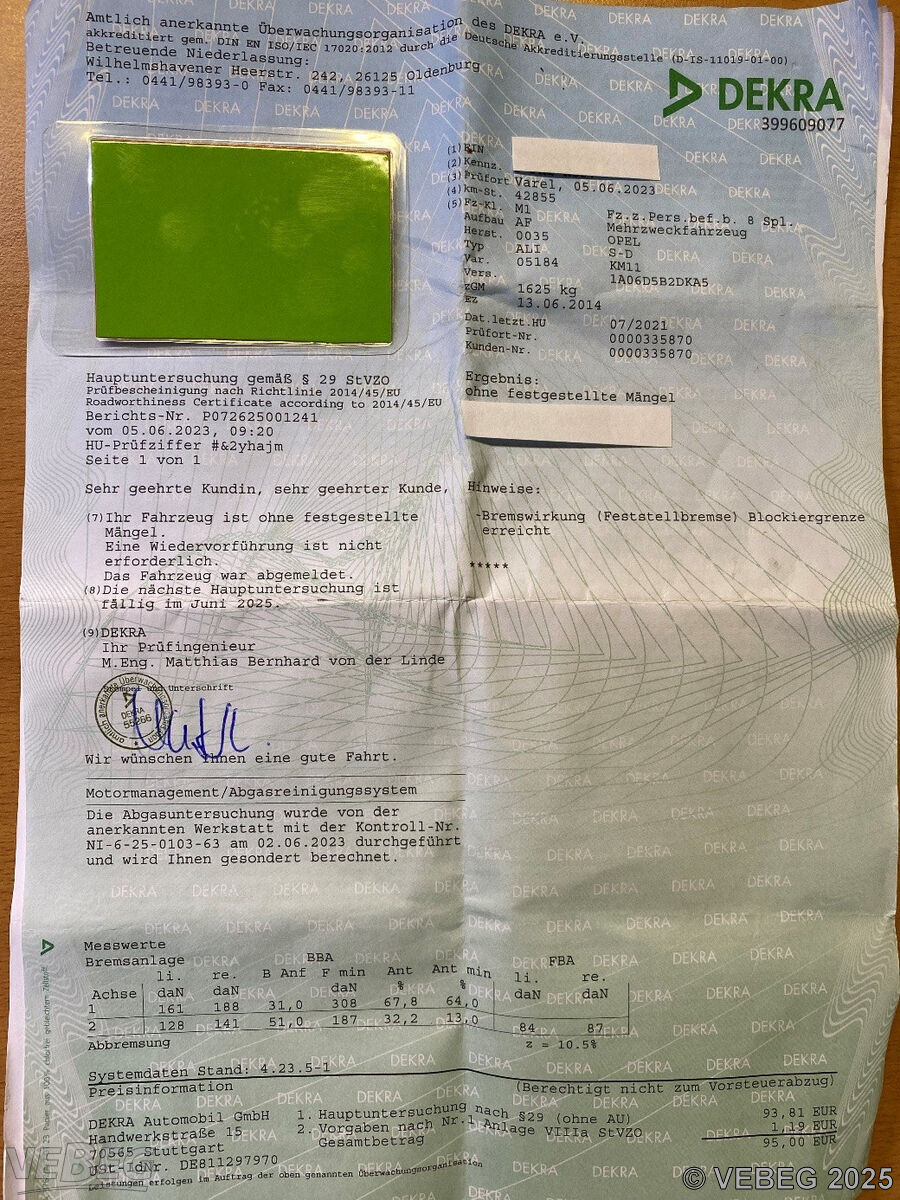 Amtlich anerkannte Überwachungsorganisation des DEKRA e.V.
akkreditiert gem. DIN EN ISO/IEC 17020:2012 durch die Deutsche Akkreditierungsstelle (D-IS-11019-01-00)
Betreuende Niederlassung:
Wilhelmshavener Heerstr. 242, 26125 Oldenburg
Tel.: 0441/98393-0 Fax: 0441/98393-11
DEKRA
399609077
(1) FIN
(2) Kennz.
(3) Prüfort Varel, 05.06.2023
(4) km-St. 42855
(5) Fz-Kl. M1 Fz.z.Pers.bef.b. 8 Spl.
Aufbau AF Mehrzweckfahrzeug
Herst. 0035 OPEL
Typ ALI S-D
Var. 05184 KM11
Vers. 1A06D5B2DKA5
zGM 1625 kg
EZ 13.06.2014
Dat.letzt.HU 07/2021
Prüfort-Nr. 0000335870
Kunden-Nr. 0000335870
Ergebnis:
ohne festgestellte Mängel
Hauptuntersuchung gemäß § 29 StVZO
Prüfbescheinigung nach Richtlinie 2014/45/EU
Roadworthiness Certificate according to 2014/45/EU
Berichts-Nr. P072625001241
vom 05.06.2023, 09:20
HU-Prüfziffer #&2yhajm
Seite 1 von 1
Sehr geehrte Kundin, sehr geehrter Kunde,
(7) Ihr Fahrzeug ist ohne festgestellte
Mängel.
Eine Wiedervorführung ist nicht
erforderlich.
Das Fahrzeug war abgemeldet.
(8) Die nächste Hauptuntersuchung ist
fällig im Juni 2025.
Hinweise:
-Bremswirkung (Feststellbremse) Blockiergrenze
erreicht
*****
(9) DEKRA
Ihr Prüfingenieur
M.Eng. Matthias Bernhard von der Linde
Stempel und Unterschrift
DEKRA
55266
Wir wünschen Ihnen eine gute Fahrt.
Motormanagement/Abgasreinigungssystem
Die Abgasuntersuchung wurde von der
anerkannten Werkstatt mit der Kontroll-Nr.
NI-6-25-0103-63 am 02.06.2023 durchgeführt
und wird Ihnen gesondert berechnet.
Messwerte
Bremsanlage BBA FBA
li. re. B Anf F min Ant Ant min li. re.
Achse daN daN daN % % daN daN
1 161 188 31,0 308 67,8 64,0
2 128 141 51,0 187 32,2 13,0 84 87
Abbremsung z = 10.5%
Systemdaten Stand: 4.23.5-1
Preisinformation (Berechtigt nicht zum Vorsteuerabzug)
DEKRA Automobil GmbH 1. Hauptuntersuchung nach §29 (ohne AU) 93,81 EUR
Handwerkstraße 15 2. Vorgaben nach Nr.1 Anlage VIIIa StVZO 1,19 EUR
70565 Stuttgart Gesamtbetrag 95,00 EUR
USt-IdNr. DE811297970
Leistungen erfolgen im Auftrag der oben genannten Überwachungsorganisation
VEBEG
© VEBEG 2025